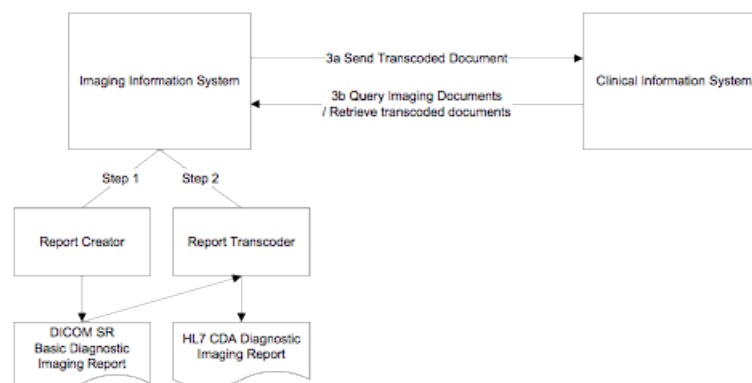 3a Send Transcoded Document
Imaging Information System
Clinical Information System
3b Query Imaging Documents
/ Retrieve transcoded documents
Step 1
Step 2
Report Creator
Report Transcoder
DICOM SR
Basic Diagnostic
Imaging Report
HL7 CDA Diagnostic
Imaging Report